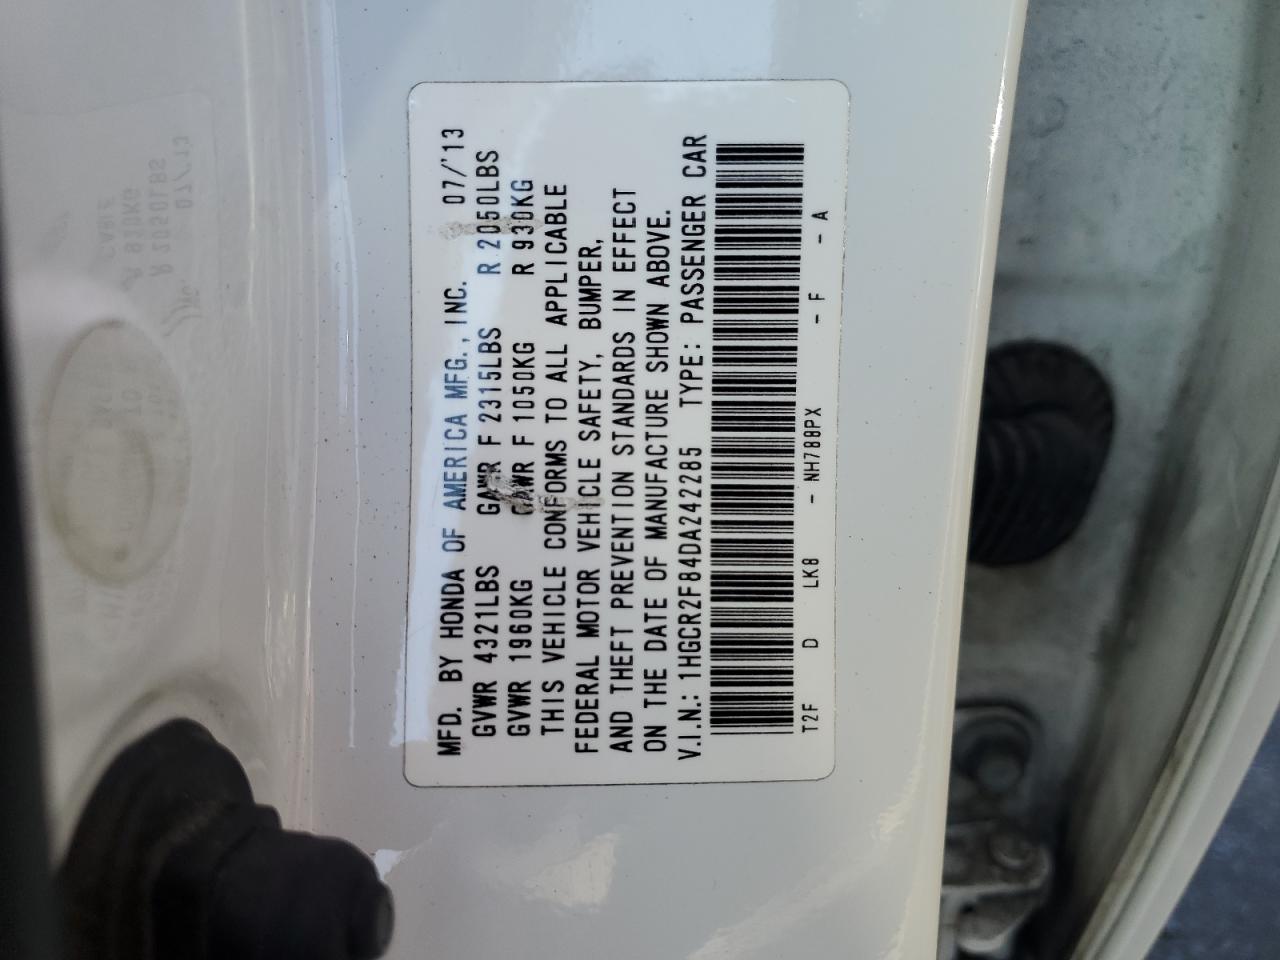 MFD. BY HONDA OF AMERICA MFG., INC. 07/'13
GVWR 4321LBS GAWR F 2315LBS R 2050LBS
GVWR 1960KG GAWR F 1050KG R 930KG
THIS VEHICLE CONFORMS TO ALL APPLICABLE
FEDERAL MOTOR VEHICLE SAFETY, BUMPER,
AND THEFT PREVENTION STANDARDS IN EFFECT
ON THE DATE OF MANUFACTURE SHOWN ABOVE.
V.I.N.: 1HGCR2F84DA242285 TYPE: PASSENGER CAR
T2F D LK8 - NH788PX - F - A